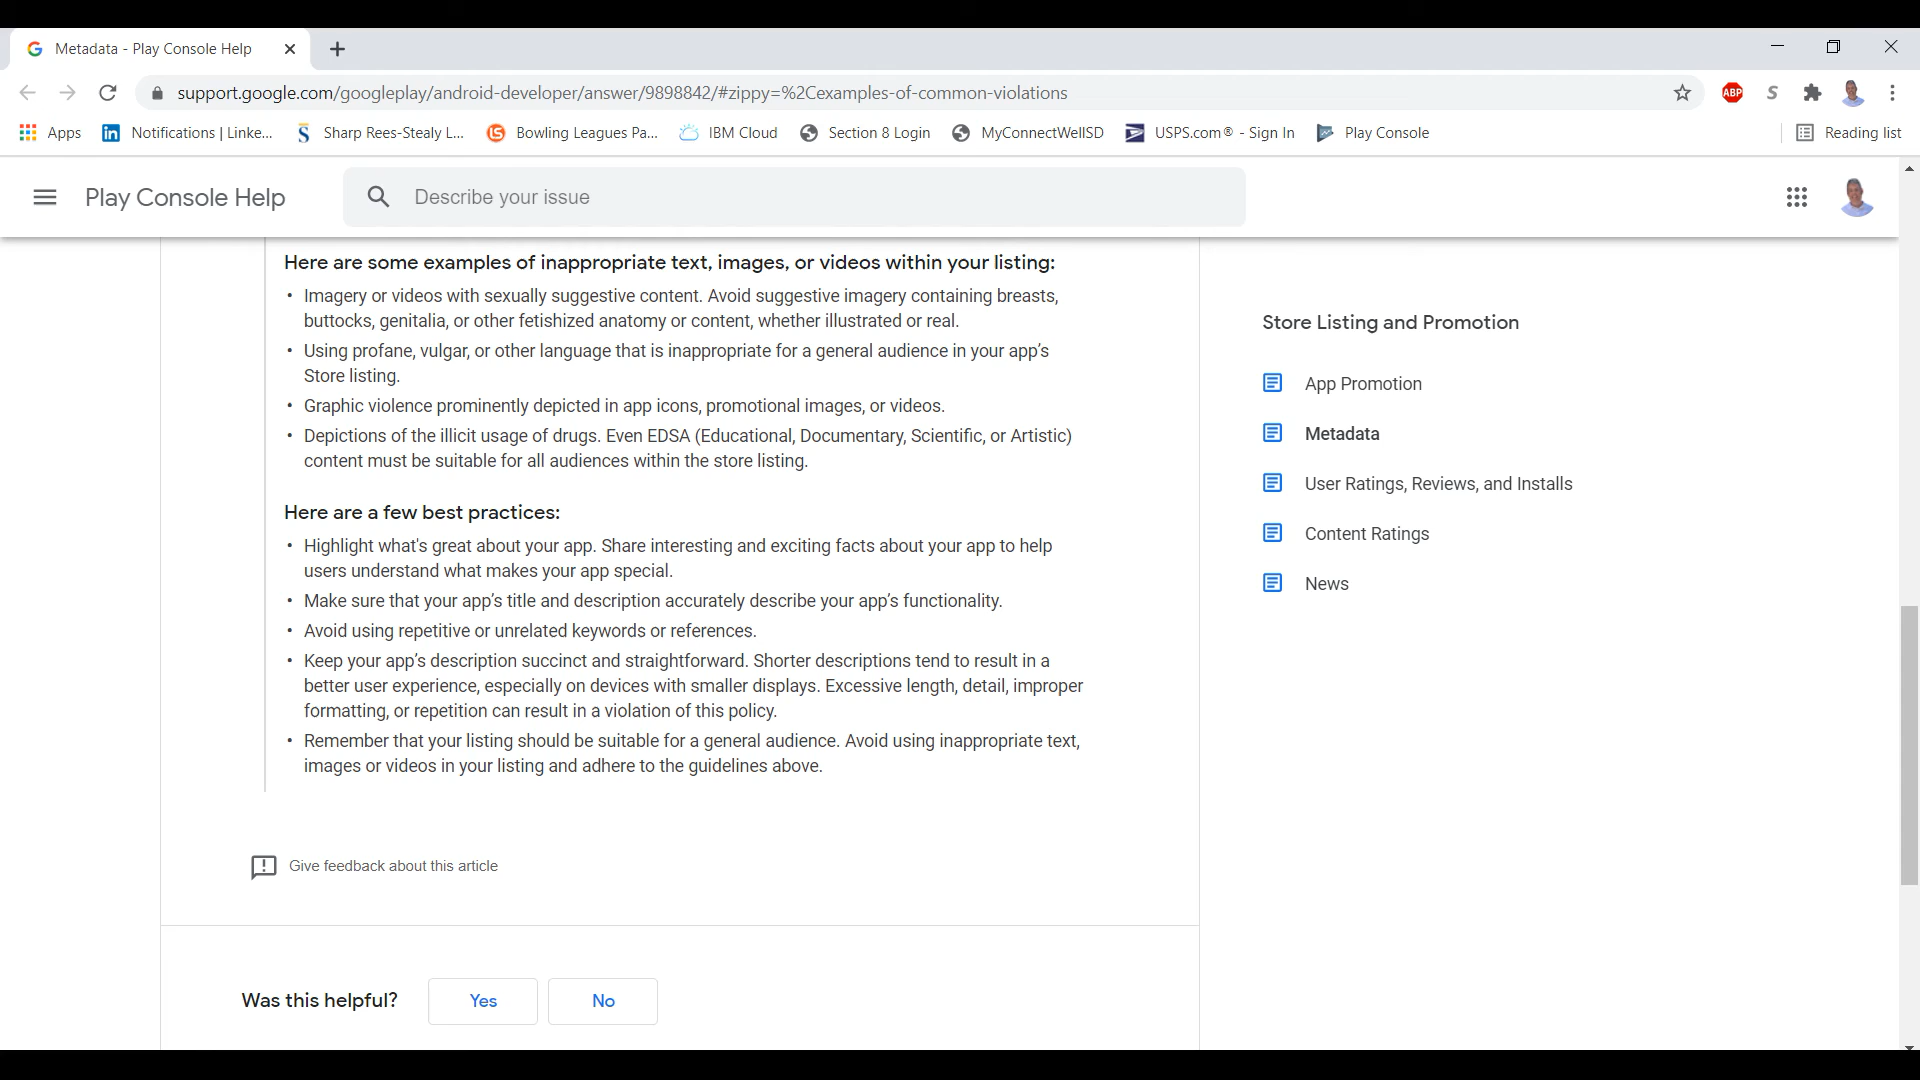 Metadata - Play Console Help
support.google.com/googleplay/android-developer/answer/9898842/#zippy=%2Cexamples-of-common-violations
ABP
S
Apps
in
Notifications | Linke...
Sharp Rees-Stealy L...
Bowling Leagues Pa...
IBM Cloud
Section 8 Login
MyConnectWellSD
USPS.com® - Sign In
Play Console
Reading list
Play Console Help
Describe your issue
Here are some examples of inappropriate text, images, or videos within your listing:
• Imagery or videos with sexually suggestive content. Avoid suggestive imagery containing breasts,
buttocks, genitalia, or other fetishized anatomy or content, whether illustrated or real.
• Using profane, vulgar, or other language that is inappropriate for a general audience in your app’s
Store listing.
• Graphic violence prominently depicted in app icons, promotional images, or videos.
• Depictions of the illicit usage of drugs. Even EDSA (Educational, Documentary, Scientific, or Artistic)
content must be suitable for all audiences within the store listing.
Here are a few best practices:
• Highlight what's great about your app. Share interesting and exciting facts about your app to help
users understand what makes your app special.
• Make sure that your app’s title and description accurately describe your app’s functionality.
• Avoid using repetitive or unrelated keywords or references.
• Keep your app’s description succinct and straightforward. Shorter descriptions tend to result in a
better user experience, especially on devices with smaller displays. Excessive length, detail, improper
formatting, or repetition can result in a violation of this policy.
• Remember that your listing should be suitable for a general audience. Avoid using inappropriate text,
images or videos in your listing and adhere to the guidelines above.
Give feedback about this article
Was this helpful?
Yes
No
Store Listing and Promotion
App Promotion
Metadata
User Ratings, Reviews, and Installs
Content Ratings
News